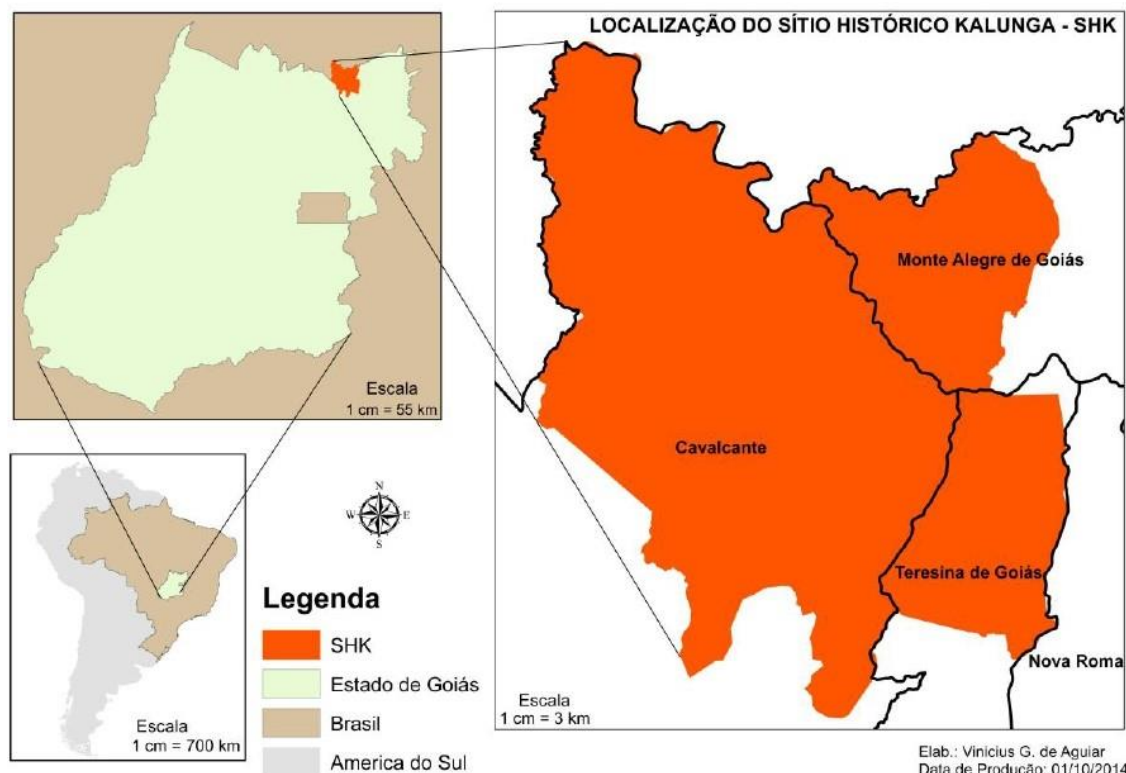 LOCALIZAÇÃO DO SÍTIO HISTÓRICO KALUNGA - SHK
Monte Alegre de Goiás
Cavalcante
Teresina de Goiás
Nova Roma
Escala
1 cm = 3 km
Escala
1 cm = 55 km
N
W
E
S
Escala
1 cm = 700 km
Legenda
SHK
Estado de Goiás
Brasil
America do Sul
Elab.: Vinicius G. de Aguiar
Data de Produção: 01/10/2014